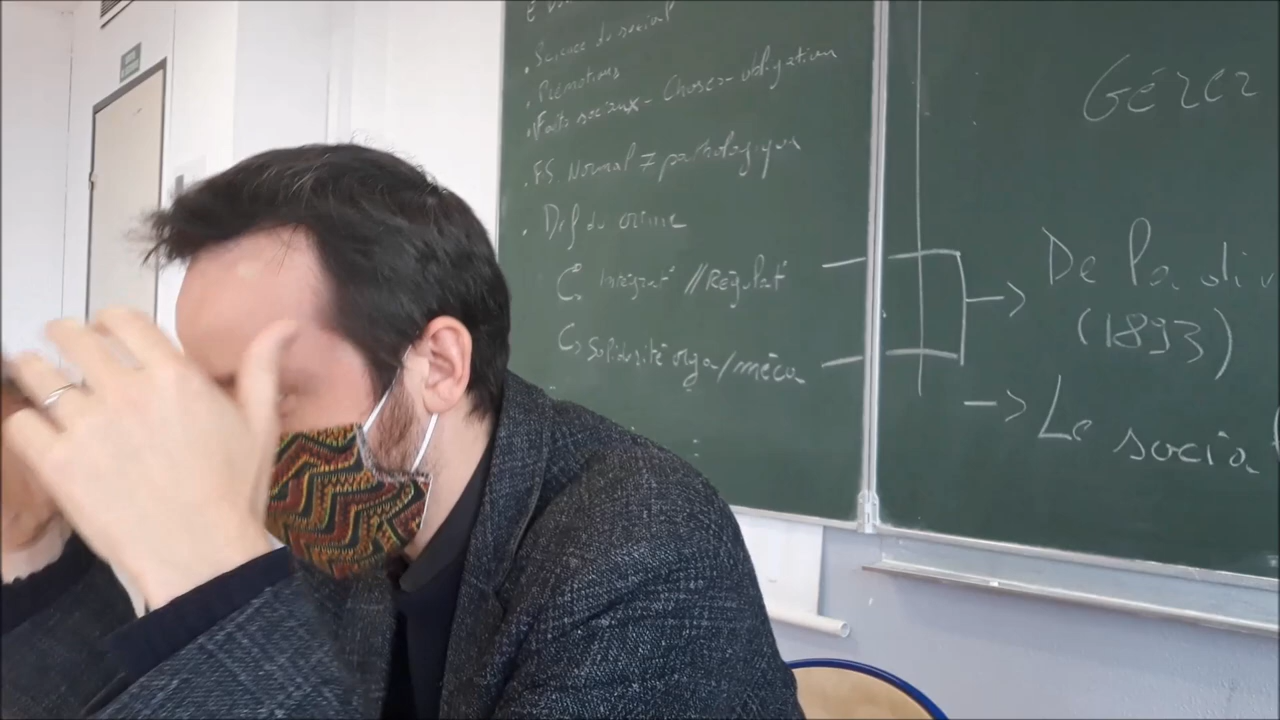 . Science du social
. Prénotions
. Faits sociaux - Choses - obligation
. FS. Normal ≠ pathologique
. Def du crime
Intégrat° // Régulat°
Solidarité orga/méca
Gérer
→ De la div
(1893)
→ Le social